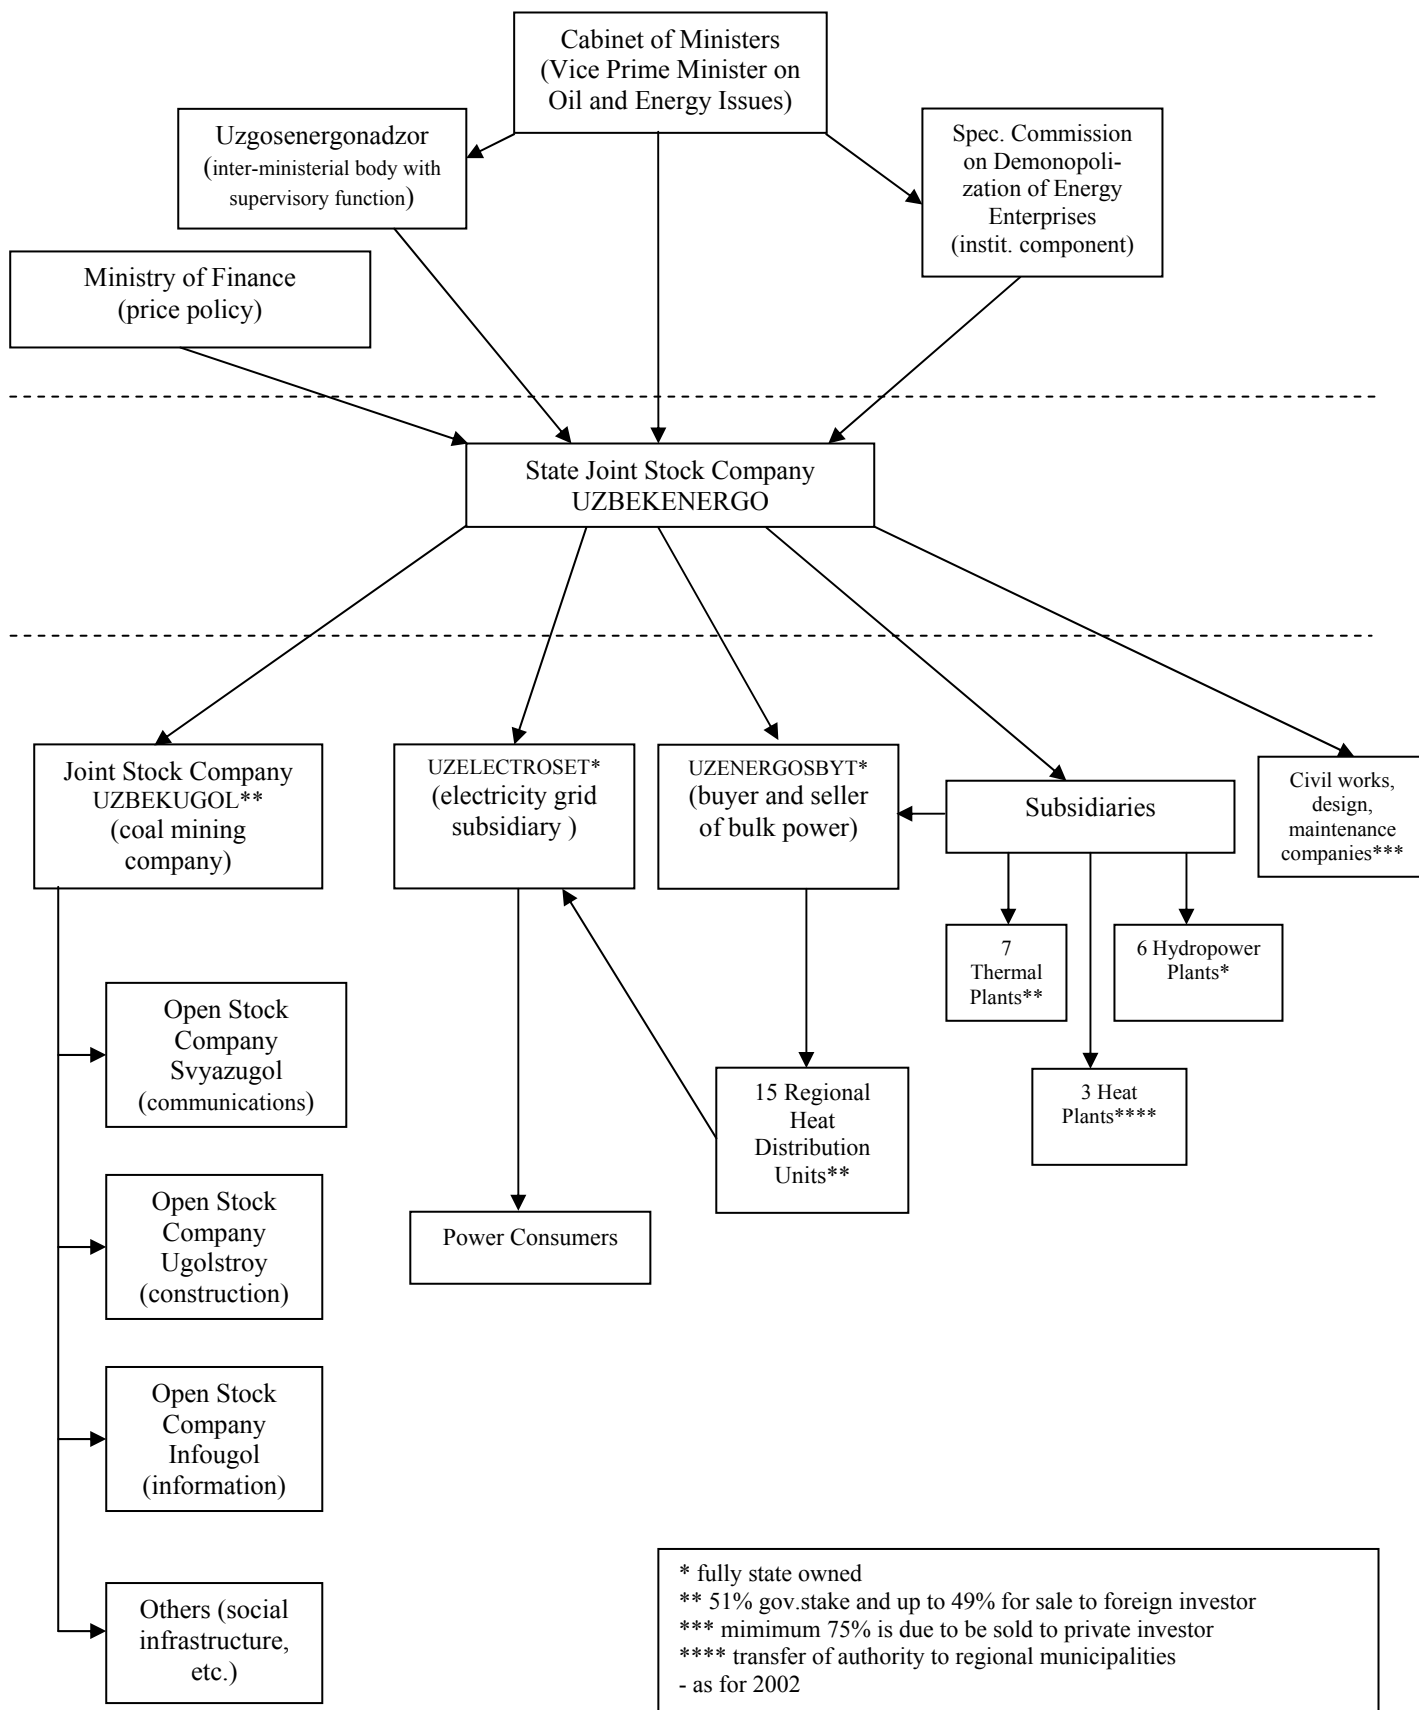 Cabinet of Ministers
(Vice Prime Minister on
Oil and Energy Issues)
Uzgosenergonadzor
(inter-ministerial body with
supervisory function)
Spec. Commission
on Demonopoli-
zation of Energy
Enterprises
(instit. component)
Ministry of Finance
(price policy)
State Joint Stock Company
UZBEKENERGO
Joint Stock Company
UZBEKUGOL**
(coal mining
company)
UZELECTROSET*
(electricity grid
subsidiary )
UZENERGOSBYT*
(buyer and seller
of bulk power)
Subsidiaries
Civil works,
design,
maintenance
companies***
7
Thermal
Plants**
6 Hydropower
Plants*
3 Heat
Plants****
15 Regional
Heat
Distribution
Units**
Power Consumers
Open Stock
Company
Svyazugol
(communications)
Open Stock
Company
Ugolstroy
(construction)
Open Stock
Company
Infougol
(information)
Others (social
infrastructure,
etc.)
* fully state owned
** 51% gov.stake and up to 49% for sale to foreign investor
*** mimimum 75% is due to be sold to private investor
**** transfer of authority to regional municipalities
- as for 2002